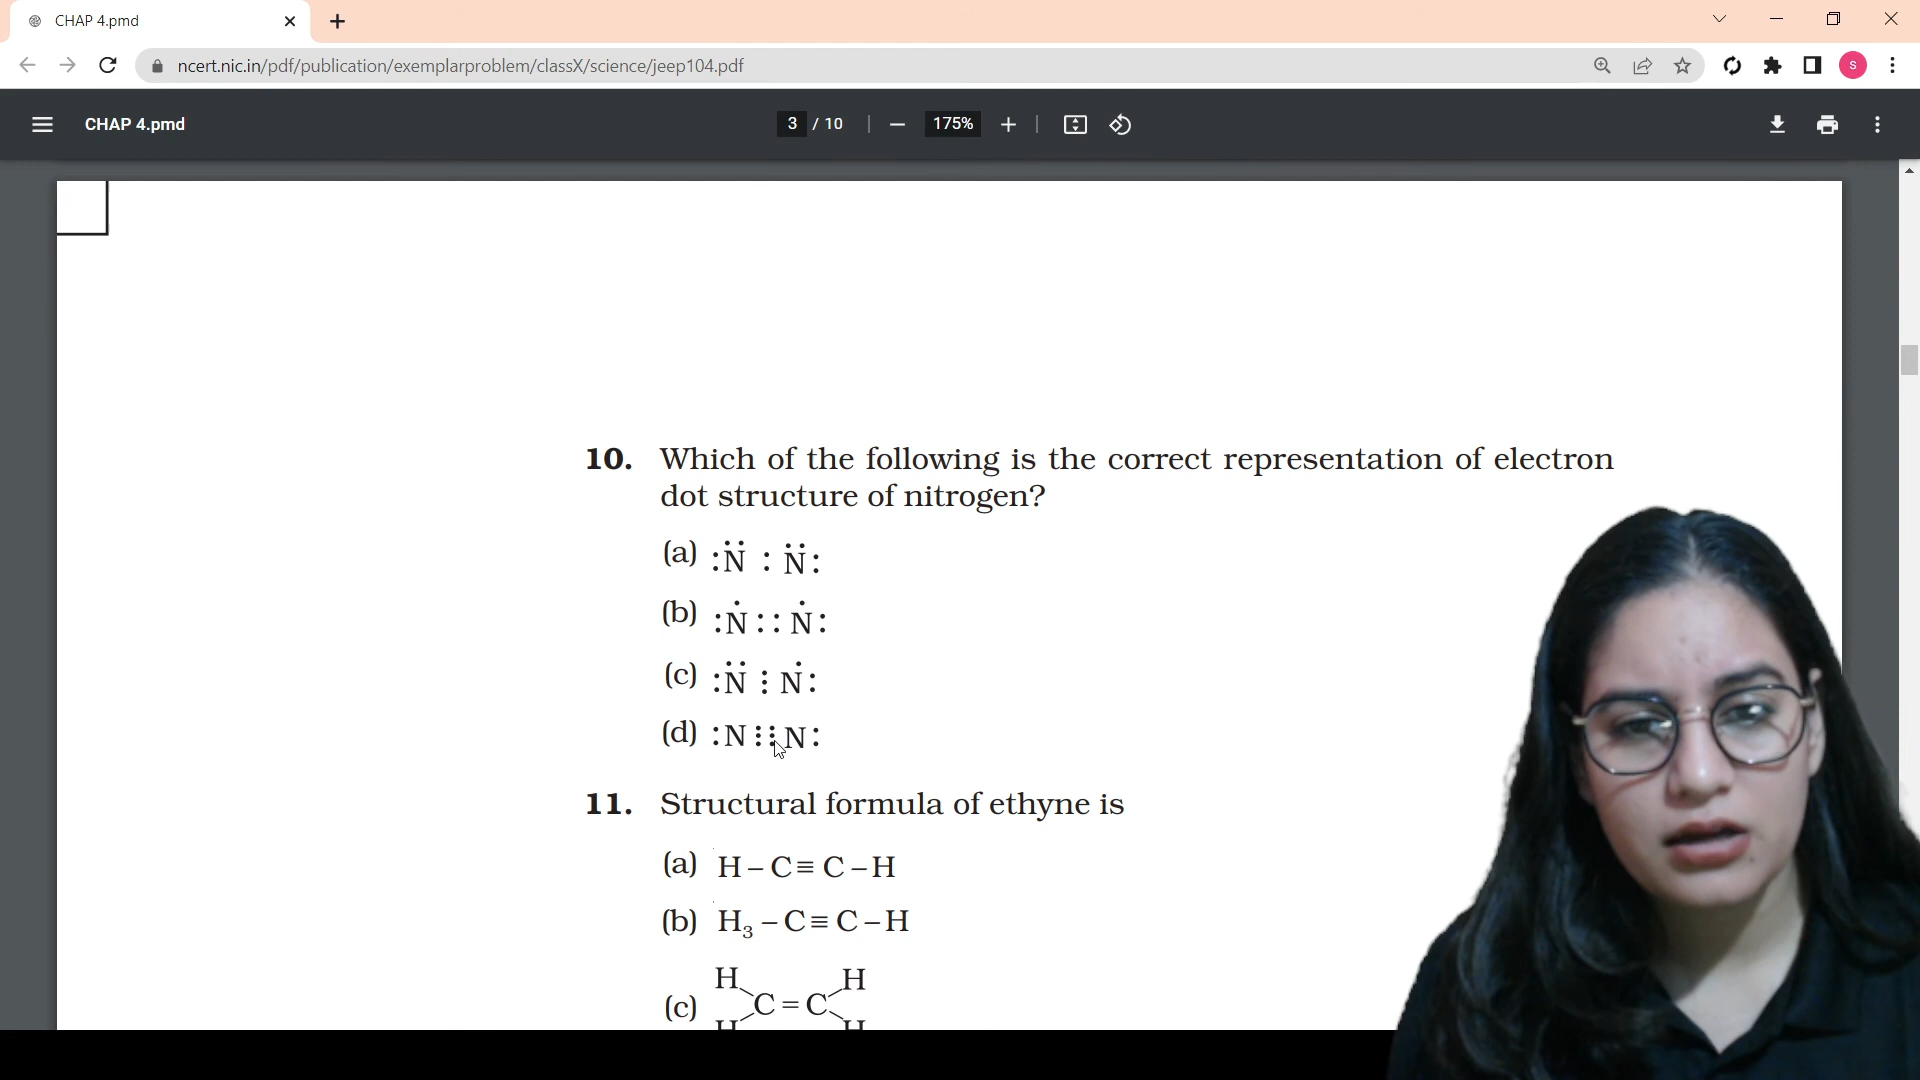 CHAP 4.pmd
ncert.nic.in/pdf/publication/exemplarproblem/classX/science/jeep104.pdf
S
CHAP 4.pmd
3 / 10
175%
10. Which of the following is the correct representation of electron
dot structure of nitrogen?
(a) :N̈ : N̈:
(b) :Ṅ : : Ṅ:
(c) :N̈ ⋮ Ṅ:
(d) :N ⋮⋮ N:
11. Structural formula of ethyne is
(a) H – C ≡ C – H
(b) H₃ – C ≡ C – H
H H
(c) C = C
H H